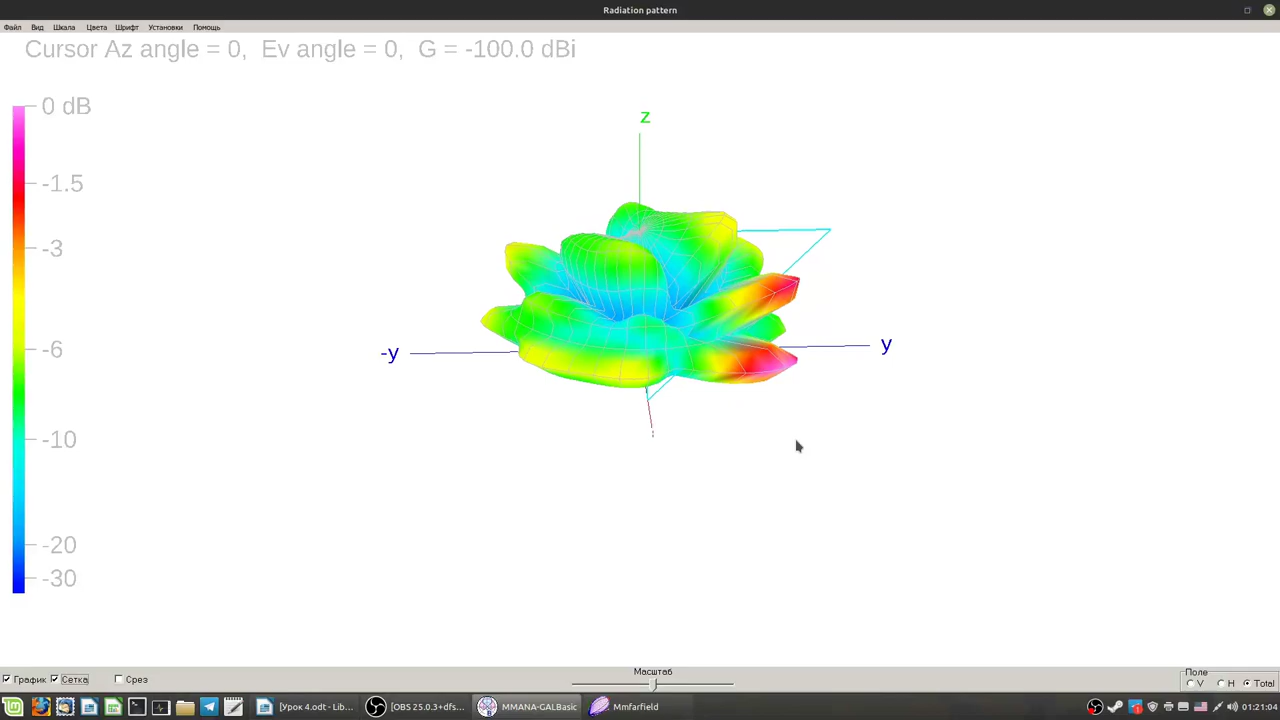 Radiation pattern
Файл Вид Шкала Цвета Шрифт Установки Помощь
Cursor Az angle = 0, Ev angle = 0, G = -100.0 dBi
0 dB
-1.5
-3
-6
-10
-20
-30
z
-y
y
График Сетка Срез
Масштаб
Поле
V H Total
[Урок 4.odt - Lib...
[OBS 25.0.3+dfs...
MMANA-GALBasic
Mmfarfield
01:21:04